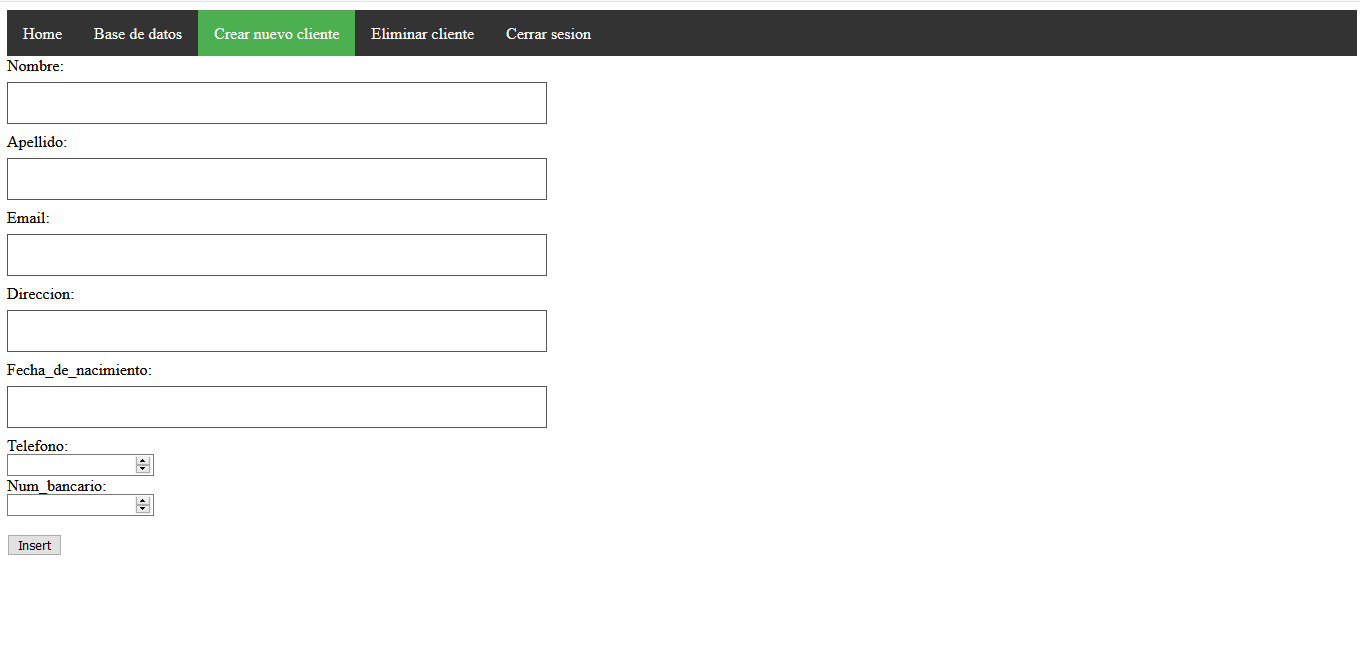 Home Base de datos Crear nuevo cliente Eliminar cliente Cerrar sesion
Nombre:
Apellido:
Email:
Direccion:
Fecha_de_nacimiento:
Telefono:
Num_bancario:
Insert